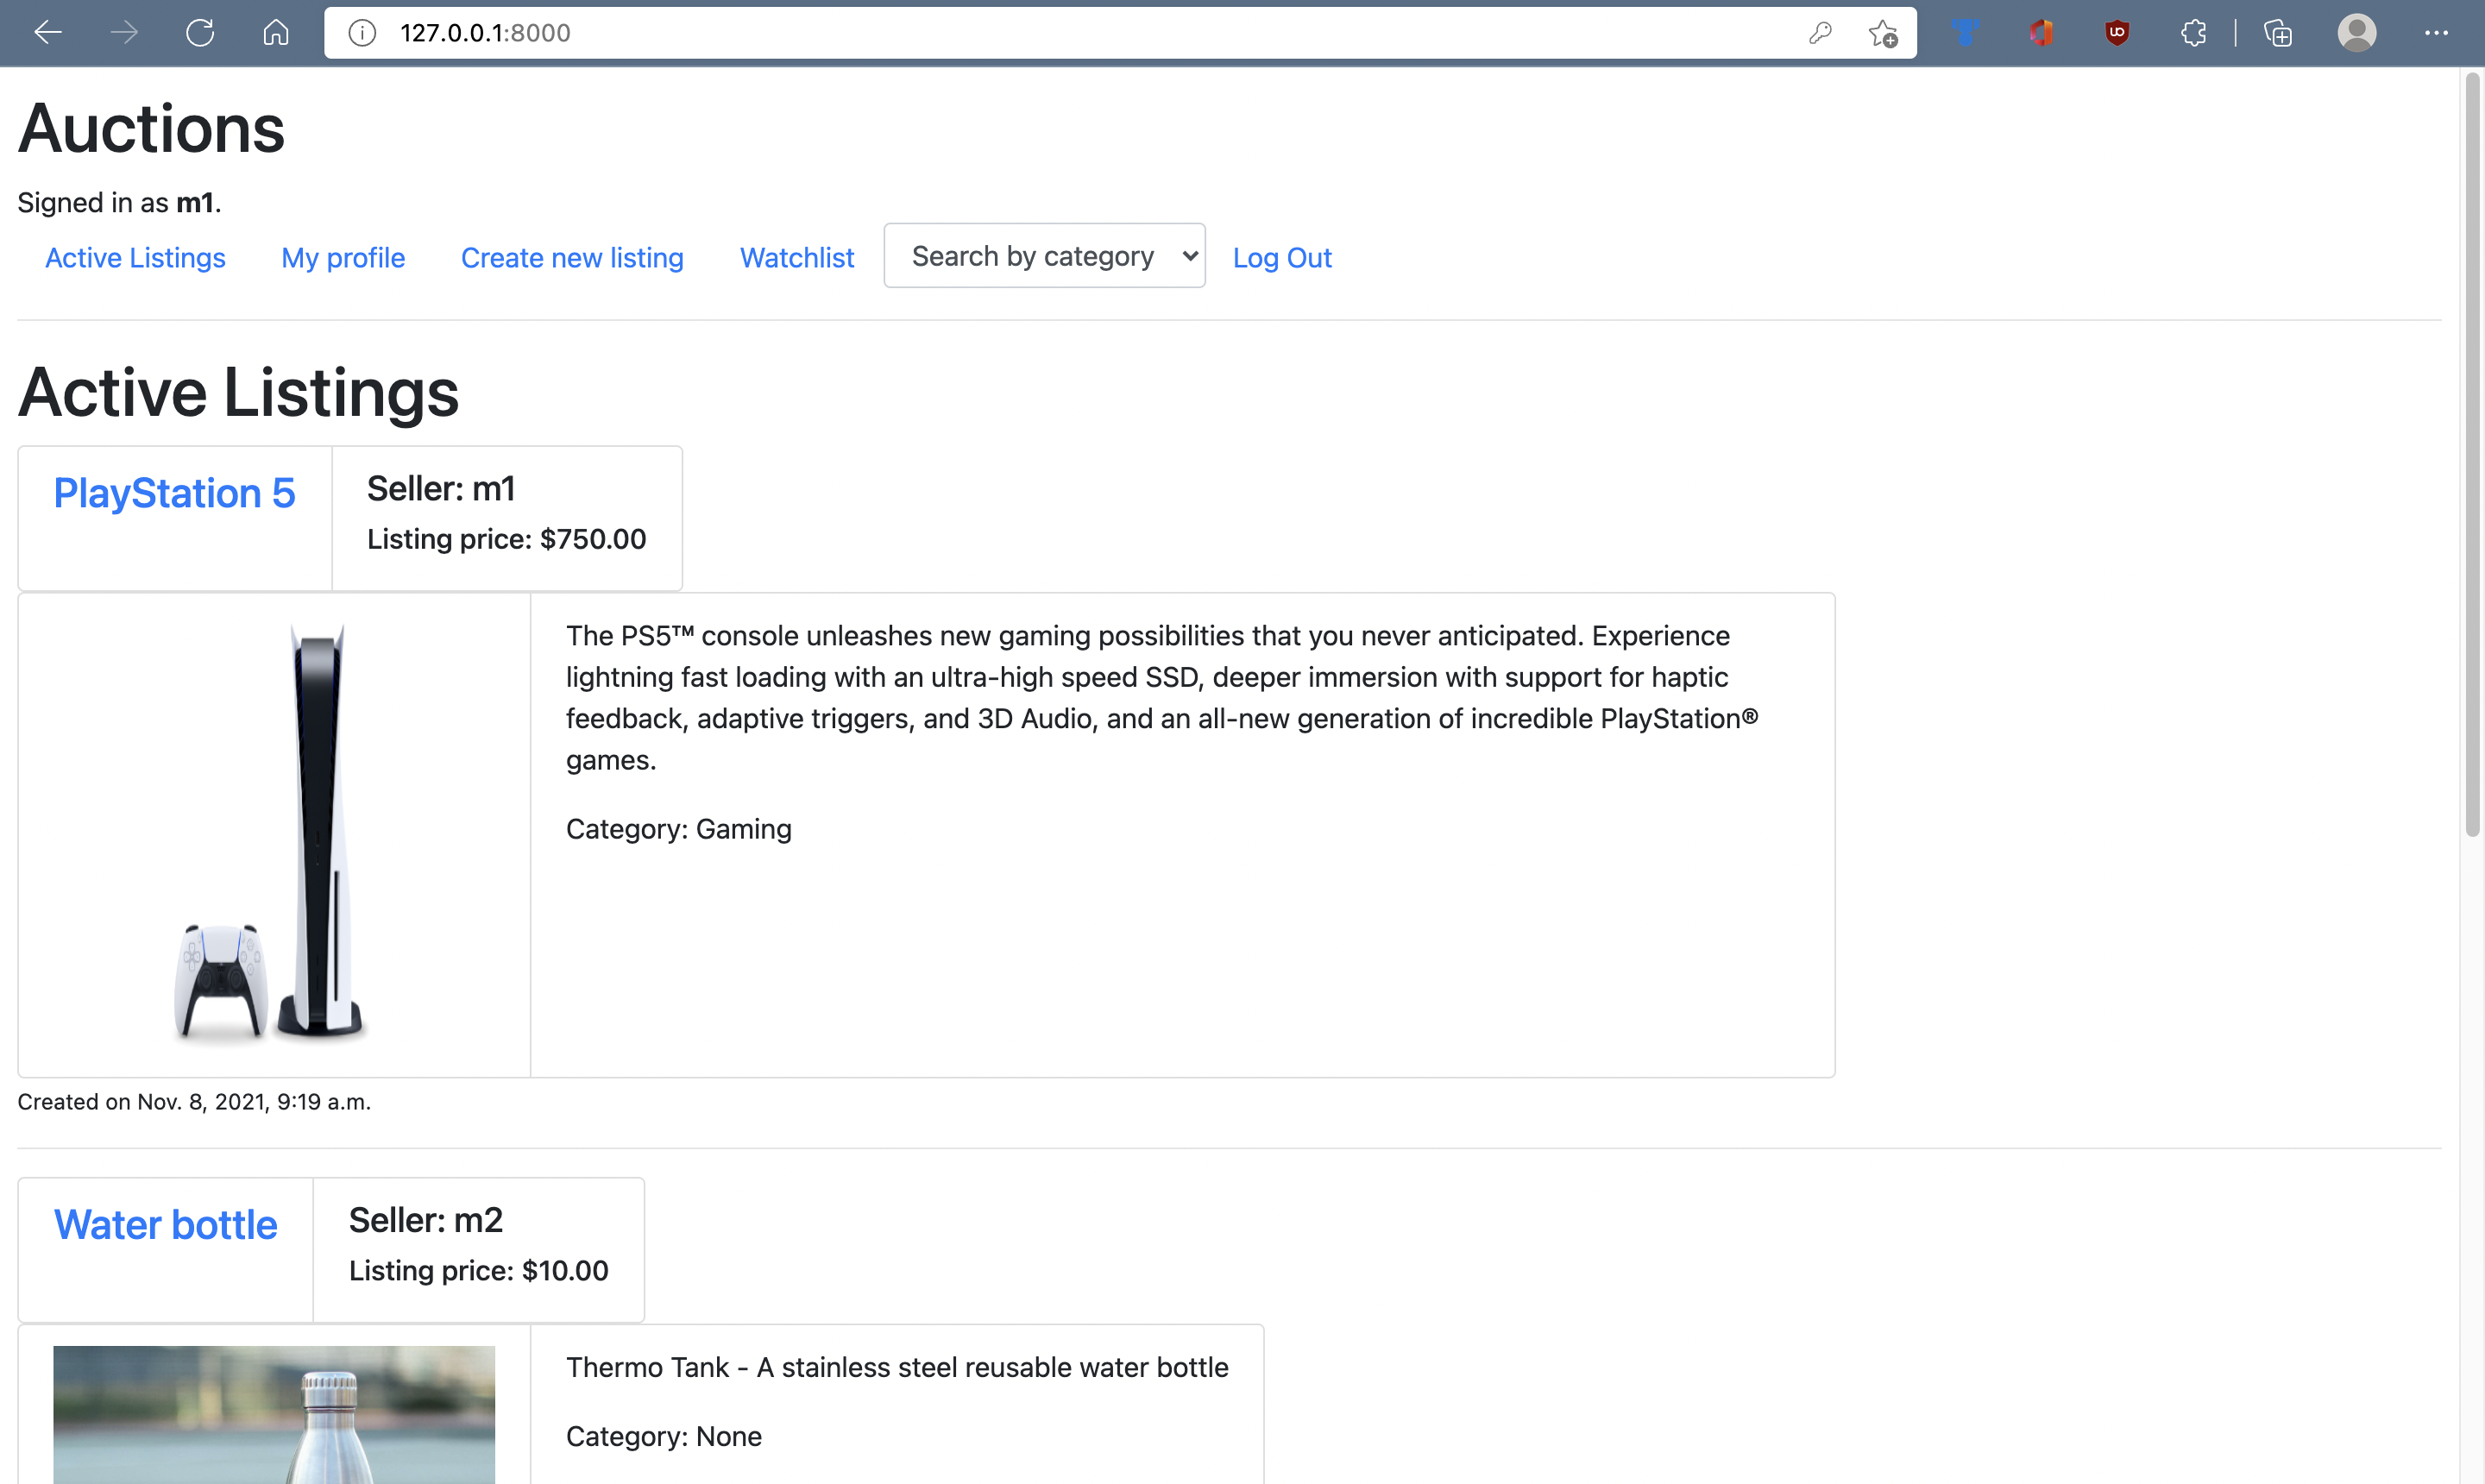 127.0.0.1:8000
Auctions
Signed in as m1.
Active Listings My profile Create new listing Watchlist Search by category Log Out
Active Listings
PlayStation 5
Seller: m1
Listing price: $750.00
The PS5™ console unleashes new gaming possibilities that you never anticipated. Experience
lightning fast loading with an ultra-high speed SSD, deeper immersion with support for haptic
feedback, adaptive triggers, and 3D Audio, and an all-new generation of incredible PlayStation®
games.
Category: Gaming
Created on Nov. 8, 2021, 9:19 a.m.
Water bottle
Seller: m2
Listing price: $10.00
Thermo Tank - A stainless steel reusable water bottle
Category: None